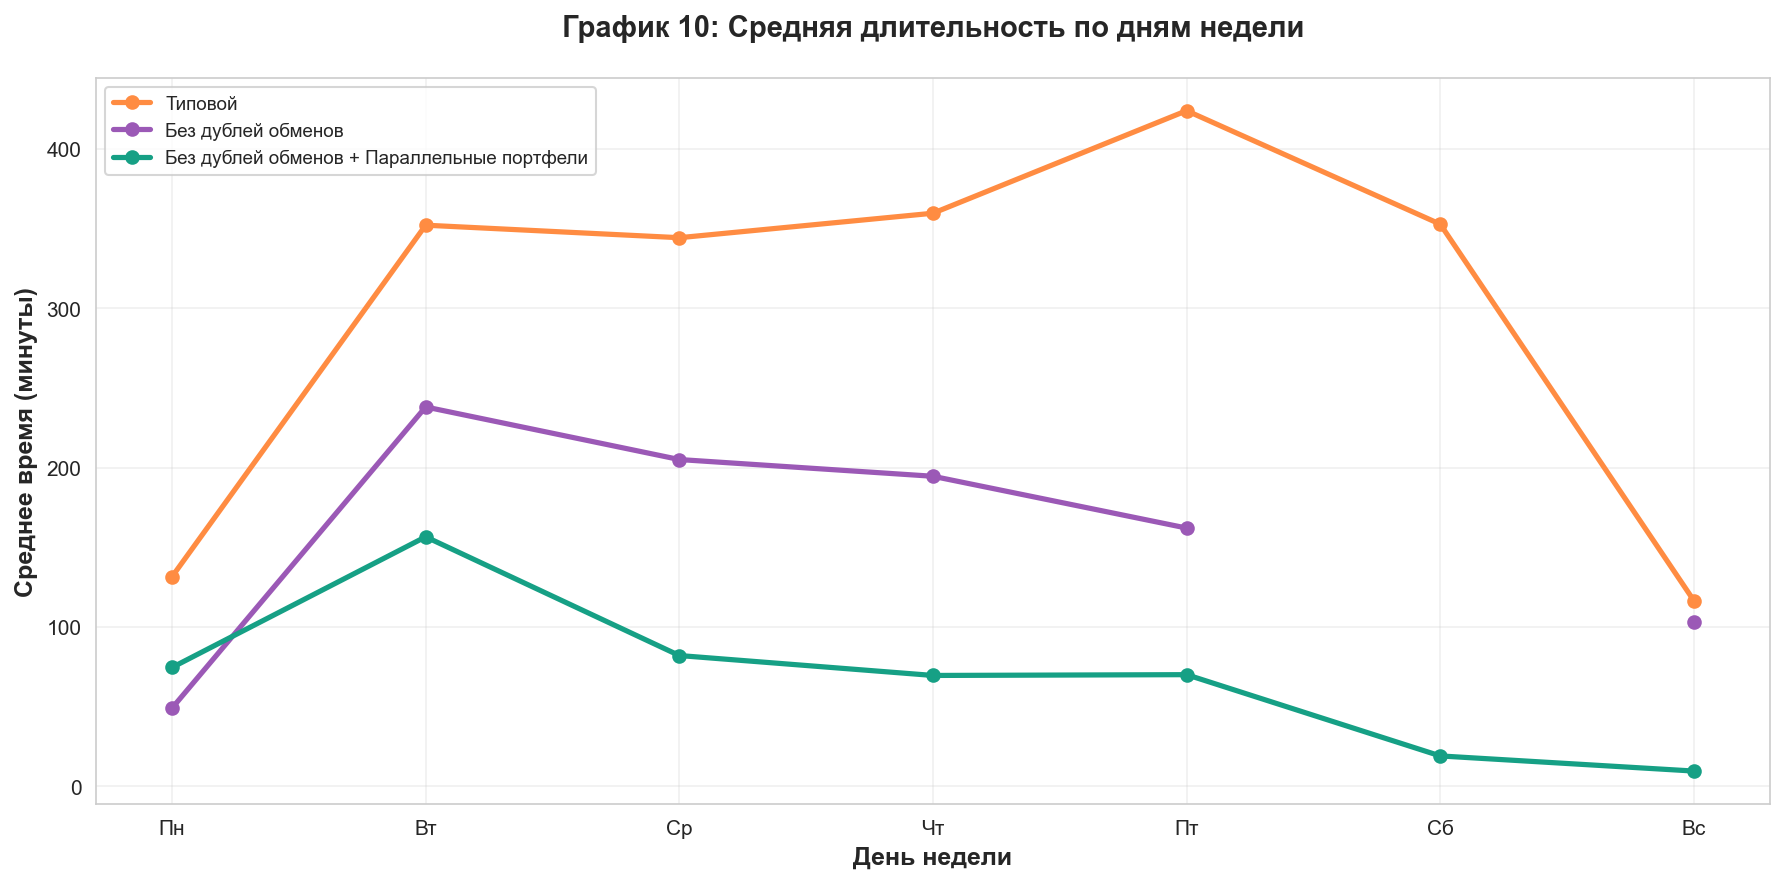 График 10: Средняя длительность по дням недели
Типовой
Без дублей обменов
Без дублей обменов + Параллельные портфели
Среднее время (минуты)
400
300
200
100
0
Пн Вт Ср Чт Пт Сб Вс
День недели